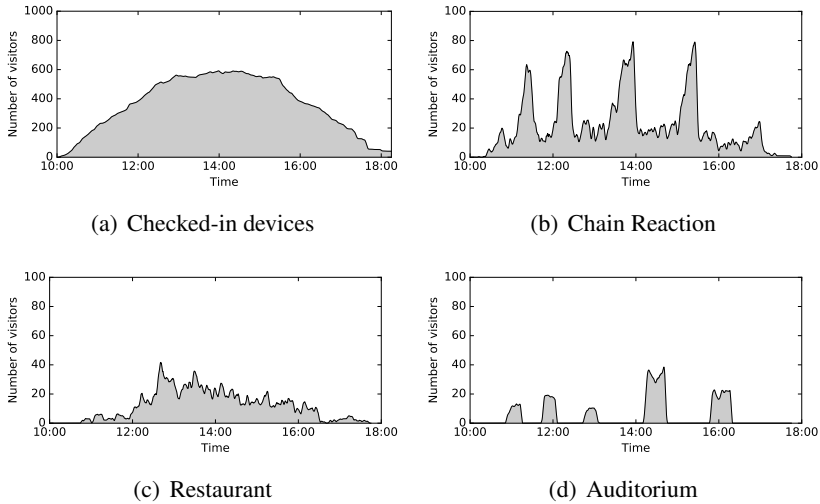 1000
800
600
400
200
0
Number of visitors
10:00 12:00 14:00 16:00 18:00
Time
(a) Checked-in devices
100
80
60
40
20
0
Number of visitors
10:00 12:00 14:00 16:00 18:00
Time
(b) Chain Reaction
100
80
60
40
20
0
Number of visitors
10:00 12:00 14:00 16:00 18:00
Time
(c) Restaurant
100
80
60
40
20
0
Number of visitors
10:00 12:00 14:00 16:00 18:00
Time
(d) Auditorium